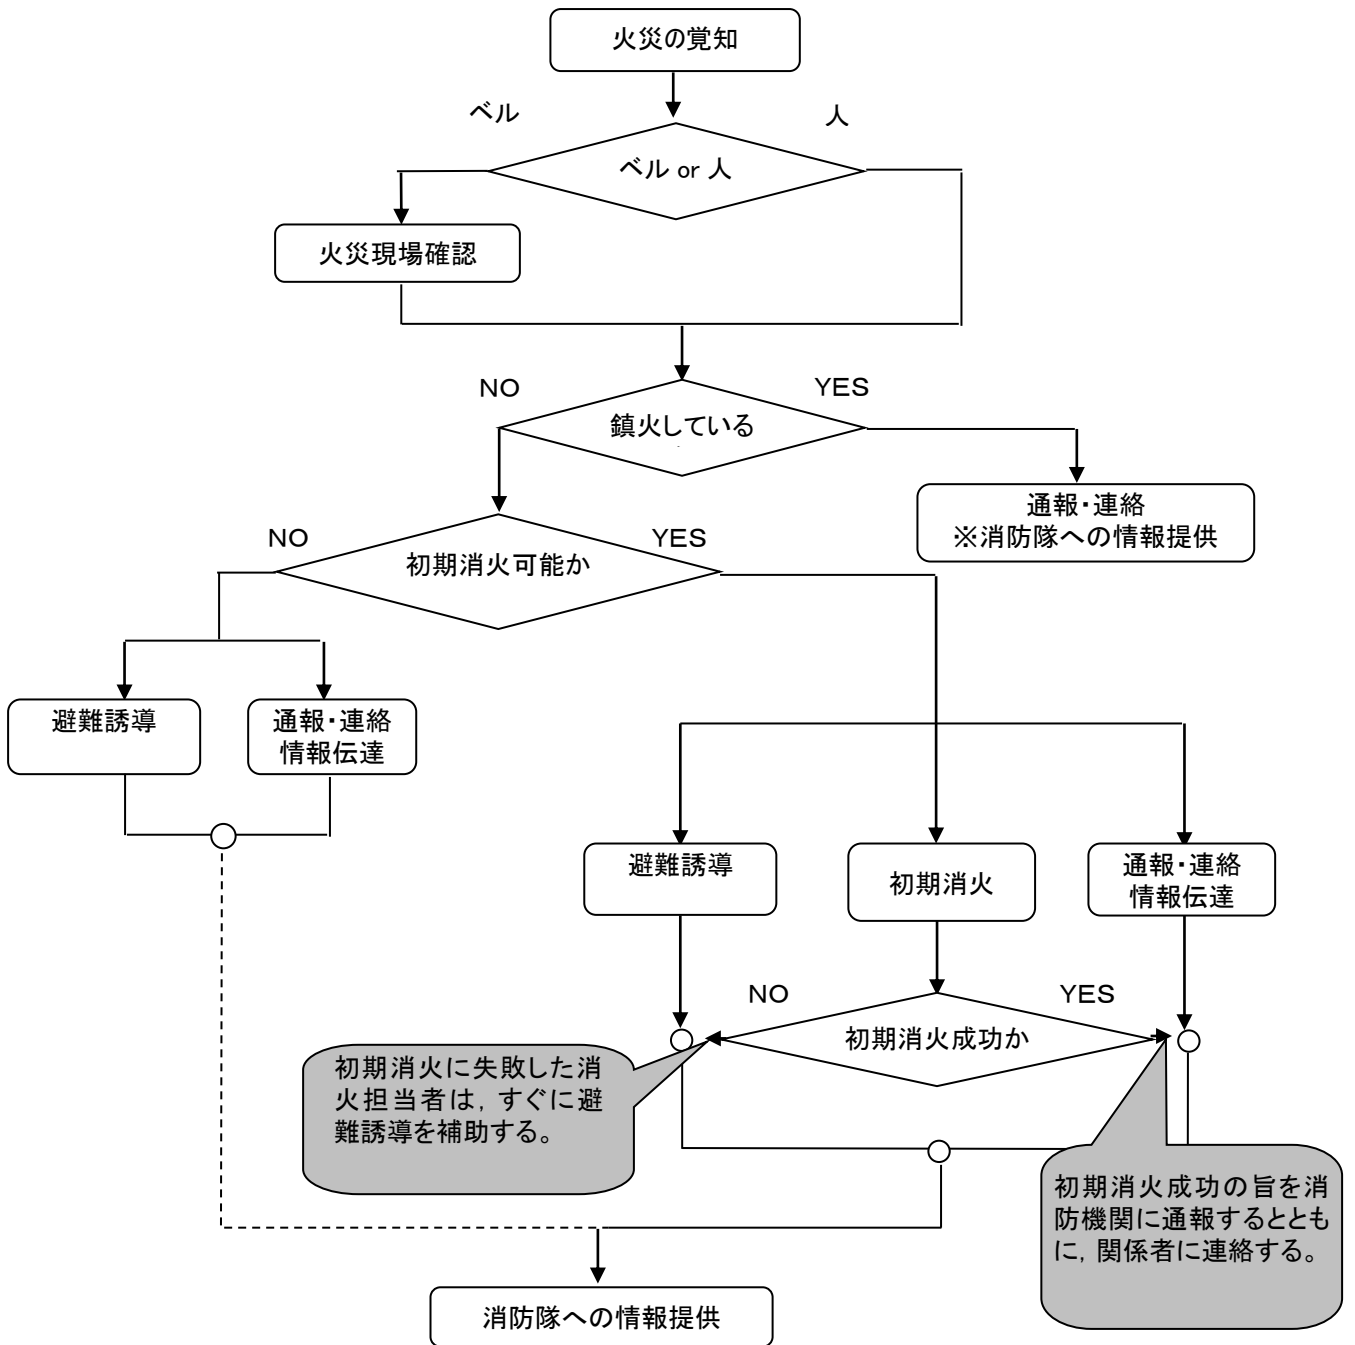 火災の覚知
ベル
人
ベル or 人
火災現場確認
NO
YES
鎮火している
通報・連絡
※消防隊への情報提供
NO
YES
初期消火可能か
避難誘導
通報・連絡
情報伝達
避難誘導
初期消火
通報・連絡
情報伝達
NO
YES
初期消火成功か
初期消火に失敗した消
火担当者は，すぐに避
難誘導を補助する。
初期消火成功の旨を消
防機関に通報するととも
に，関係者に連絡する。
消防隊への情報提供